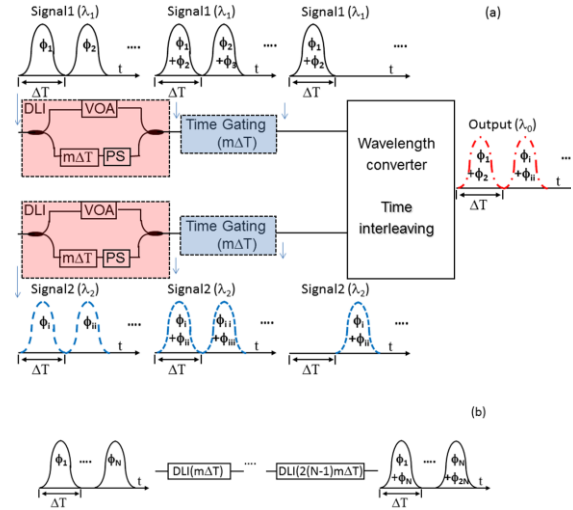 Signal1 (λ₁)
Signal1 (λ₁)
Signal1 (λ₁)
(a)
ϕ₁
ϕ₂
....
t
ϕ₁
+ϕ₂
ϕ₂
+ϕ₃
....
t
ϕ₁
+ϕ₂
....
t
ΔT
ΔT
ΔT
DLI
VOA
mΔT
PS
Time Gating
(mΔT)
Wavelength
converter
Time
interleaving
Output (λ₀)
ϕ₁
+ϕ₂
ϕᵢ
+ϕᵢᵢ
...
t
ΔT
DLI
VOA
mΔT
PS
Time Gating
(mΔT)
Signal2 (λ₂)
Signal2 (λ₂)
Signal2 (λ₂)
ϕᵢ
ϕᵢᵢ
....
t
ϕᵢ
+ϕᵢᵢ
ϕᵢᵢ
+ϕᵢᵢᵢ
....
t
ϕᵢ
+ϕᵢᵢ
....
t
ΔT
ΔT
ΔT
(b)
ϕ₁
....
ϕN
t
ΔT
DLI(mΔT)
....
DLI(2(N-1)mΔT)
ϕ₁
+ϕN
....
ϕN
+ϕ2N
t
ΔT